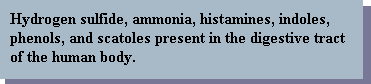 Hydrogen sulfide, ammonia, histamines, indoles,
phenols, and scatoles present in the digestive tract
of the human body.